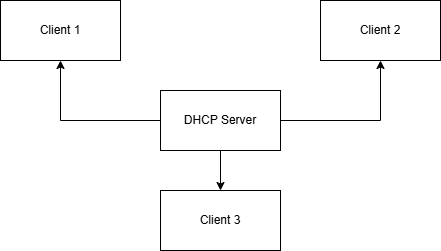 Client 1
Client 2
DHCP Server
Client 3